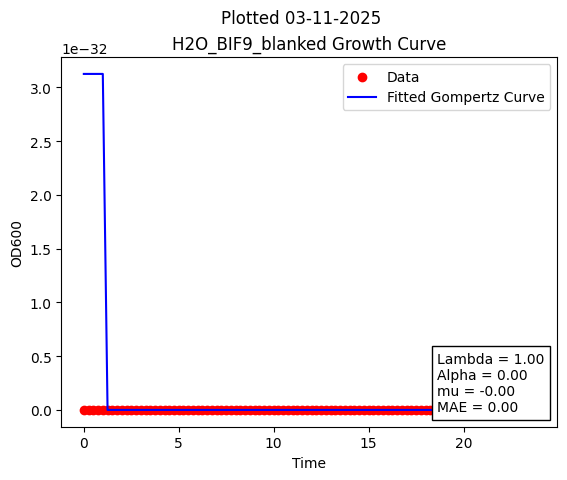 Plotted 03-11-2025
H2O_BIF9_blanked Growth Curve
1e−32
Data
Fitted Gompertz Curve
3.0
2.5
2.0
1.5
1.0
0.5
0.0
OD600
Lambda = 1.00
Alpha = 0.00
mu = -0.00
MAE = 0.00
0 5 10 15 20
Time